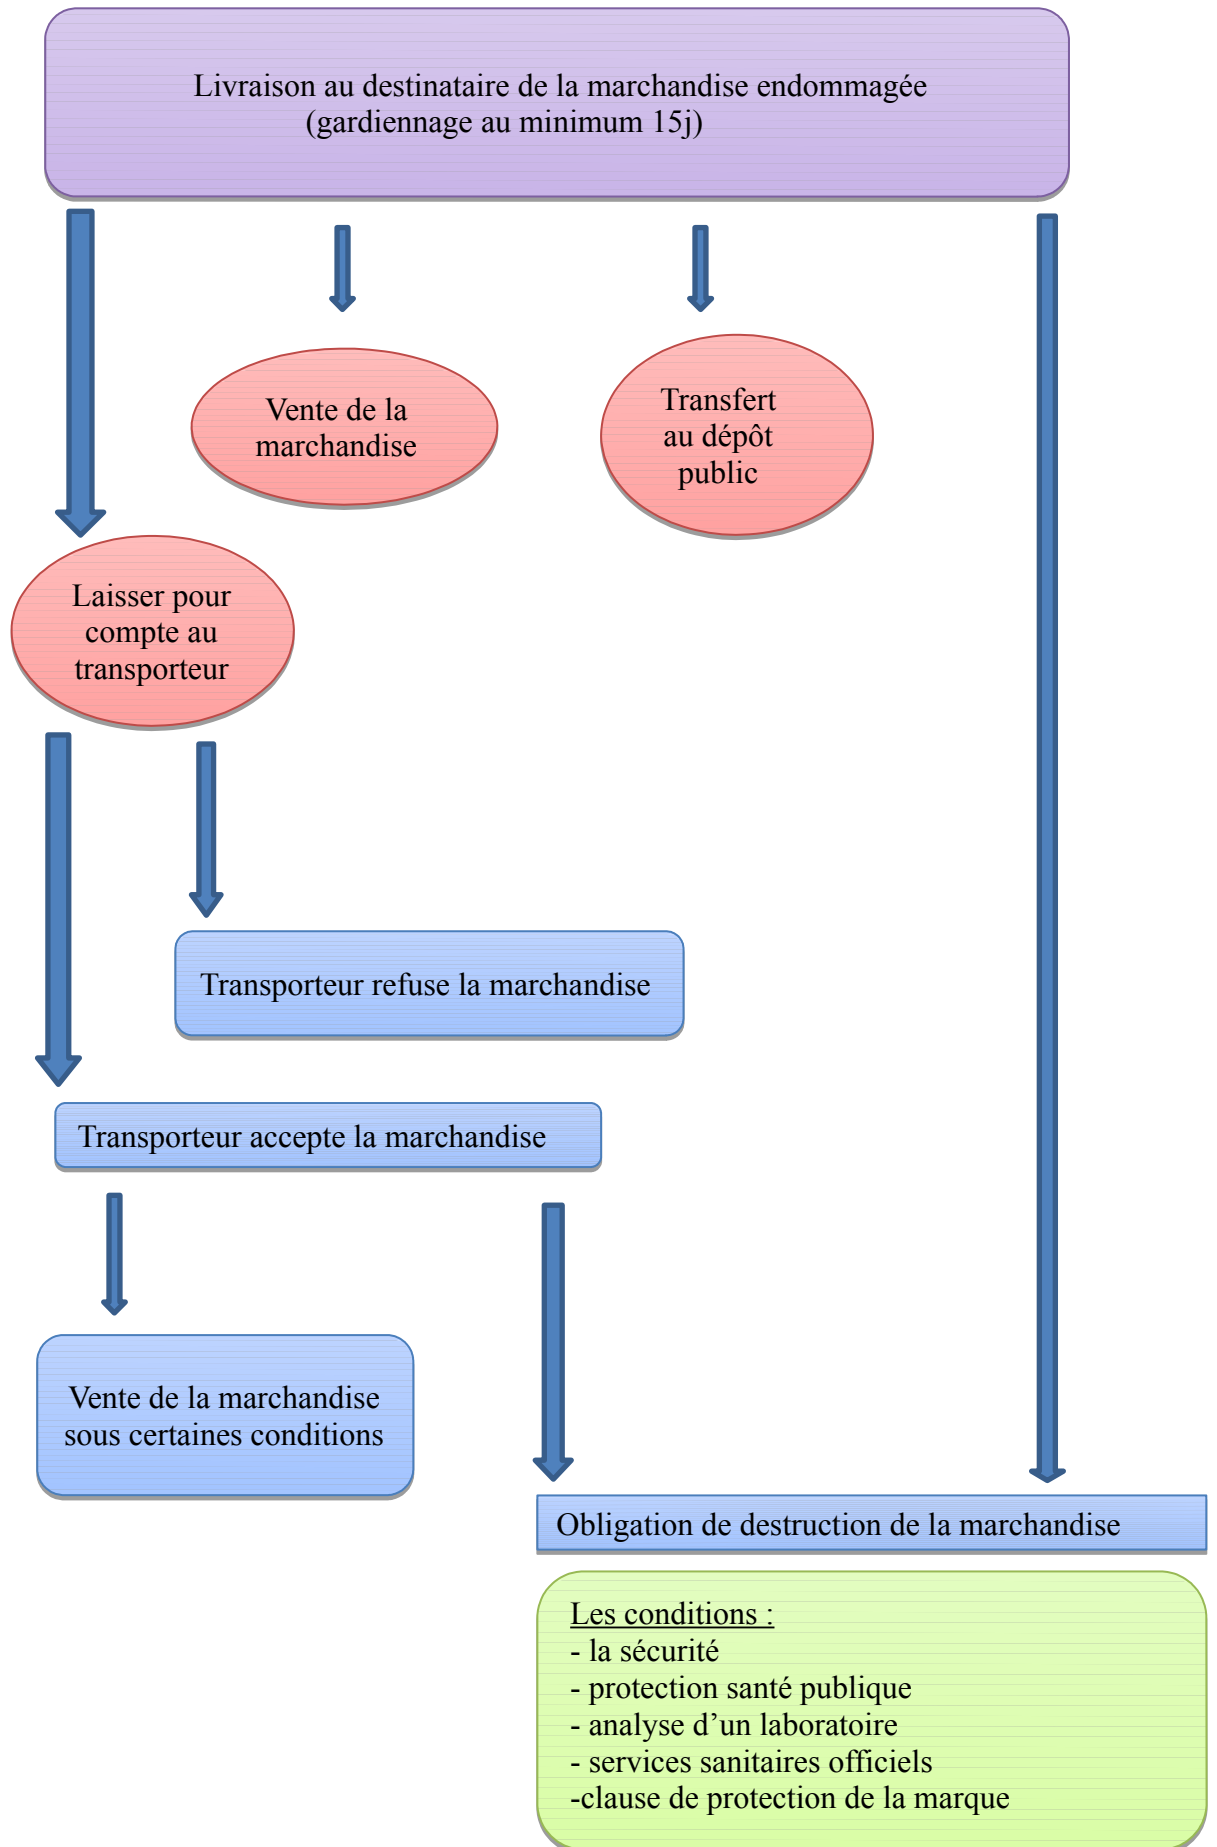 Livraison au destinataire de la marchandise endommagée
(gardiennage au minimum 15j)
Vente de la
marchandise
Transfert
au dépôt
public
Laisser pour
compte au
transporteur
Transporteur refuse la marchandise
Transporteur accepte la marchandise
Vente de la marchandise
sous certaines conditions
Obligation de destruction de la marchandise
Les conditions :
- la sécurité
- protection santé publique
- analyse d’un laboratoire
- services sanitaires officiels
-clause de protection de la marque